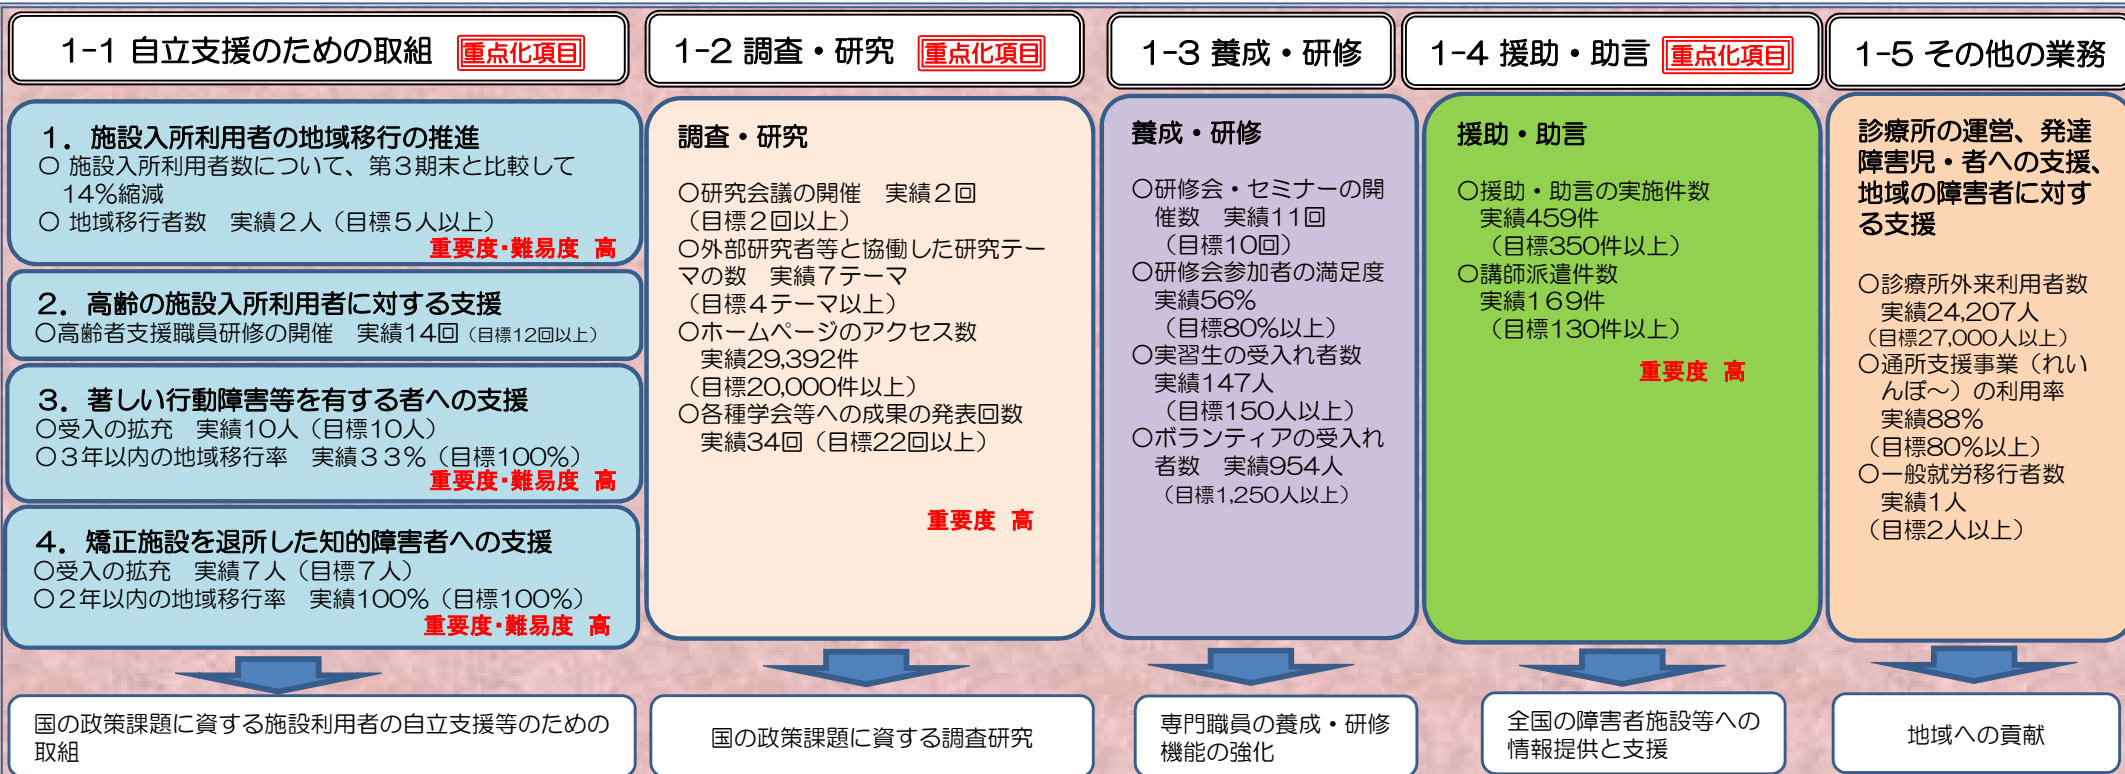 1-1 自立支援のための取組 重点化項目
1．施設入所利用者の地域移行の推進
○ 施設入所利用者数について、第３期末と比較して
14％縮減
○ 地域移行者数　実績２人（目標５人以上）
重要度・難易度 高
2．高齢の施設入所利用者に対する支援
○高齢者支援職員研修の開催　実績14回（目標12回以上）
3．著しい行動障害等を有する者への支援
○受入の拡充　実績10人（目標10人）
○３年以内の地域移行率　実績３３％（目標100％）
重要度・難易度 高
4．矯正施設を退所した知的障害者への支援
○受入の拡充　実績７人（目標７人）
○２年以内の地域移行率　実績100％（目標100％）
重要度・難易度 高
国の政策課題に資する施設利用者の自立支援等のための
取組
1-2 調査・研究 重点化項目
調査・研究
○研究会議の開催　実績２回
（目標２回以上）
○外部研究者等と協働した研究テー
マの数　実績７テーマ
（目標４テーマ以上）
○ホームページのアクセス数
実績29,392件
（目標20,000件以上）
○各種学会等への成果の発表回数
実績34回（目標22回以上）
重要度 高
国の政策課題に資する調査研究
1-3 養成・研修
養成・研修
○研修会・セミナーの開
催数　実績11回
（目標10回）
○研修会参加者の満足度
実績56％
（目標80％以上）
○実習生の受入れ者数
実績147人
（目標150人以上）
○ボランティアの受入れ
者数　実績954人
（目標1,250人以上）
専門職員の養成・研修
機能の強化
1-4 援助・助言 重点化項目
援助・助言
○援助・助言の実施件数
実績459件
（目標350件以上）
○講師派遣件数
実績169件
（目標130件以上）
重要度 高
全国の障害者施設等への
情報提供と支援
1-5 その他の業務
診療所の運営、発達
障害児・者への支援、
地域の障害者に対す
る支援
○診療所外来利用者数
実績24,207人
（目標27,000人以上）
○通所支援事業（れい
んぼ～）の利用率
実績88％
（目標80％以上）
○一般就労移行者数
実績1人
（目標2人以上）
地域への貢献